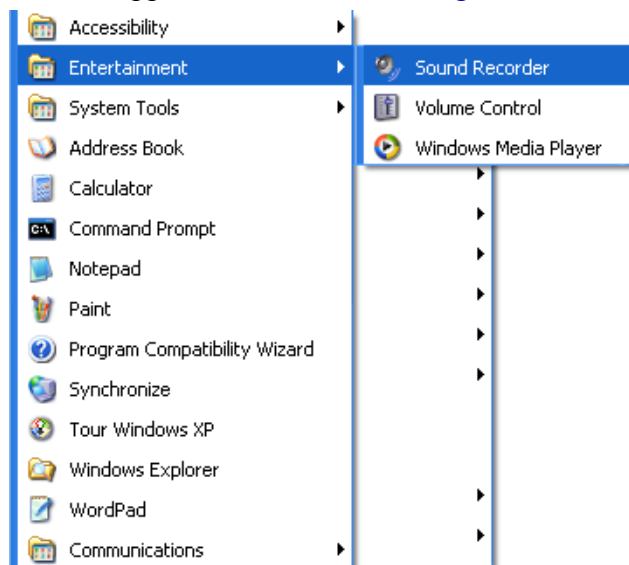 Accessibility
Entertainment
System Tools
Address Book
Calculator
Command Prompt
Notepad
Paint
Program Compatibility Wizard
Synchronize
Tour Windows XP
Windows Explorer
WordPad
Communications
Sound Recorder
Volume Control
Windows Media Player